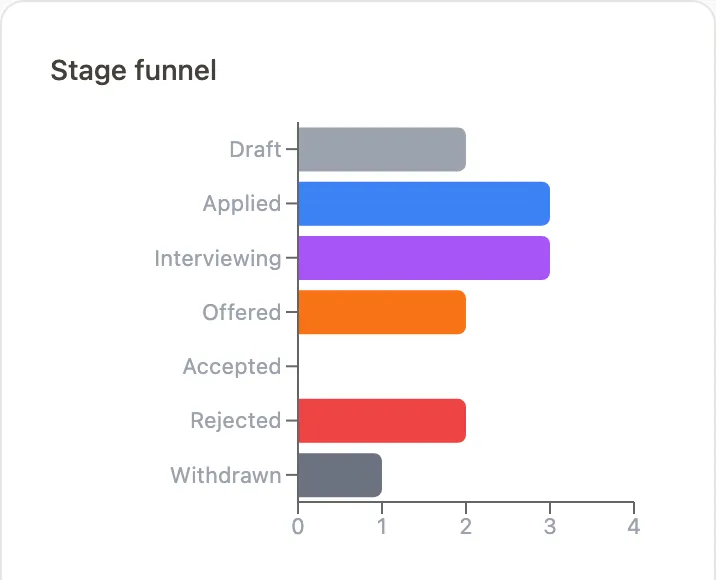 Stage funnel
Draft
Applied
Interviewing
Offered
Accepted
Rejected
Withdrawn
0 1 2 3 4